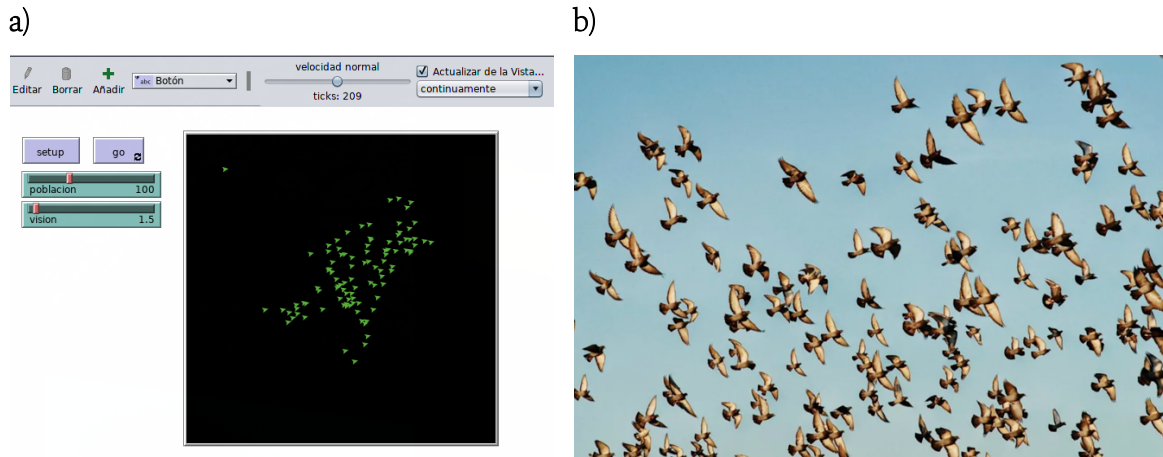 a)
b)
Editar
Borrar
Añadir
abc Botón
velocidad normal
ticks: 209
Actualizar de la Vista...
continuamente
setup
go
poblacion 100
vision 1.5